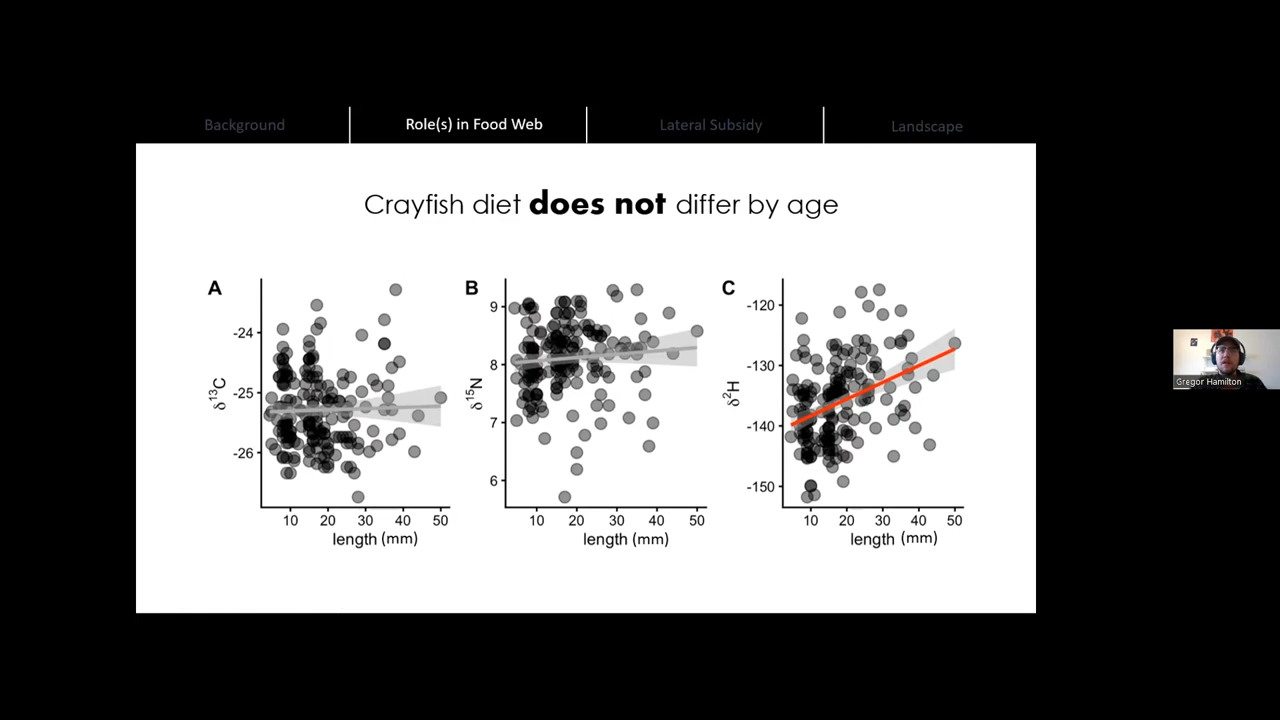 Background
Role(s) in Food Web
Lateral Subsidy
Landscape
Crayfish diet does not differ by age
A
B
C
-24
-25
-26
δ¹³C
10 20 30 40 50
length (mm)
9
8
7
6
δ¹⁵N
10 20 30 40 50
length (mm)
-120
-130
-140
-150
δ²H
10 20 30 40 50
length (mm)
Gregor Hamilton